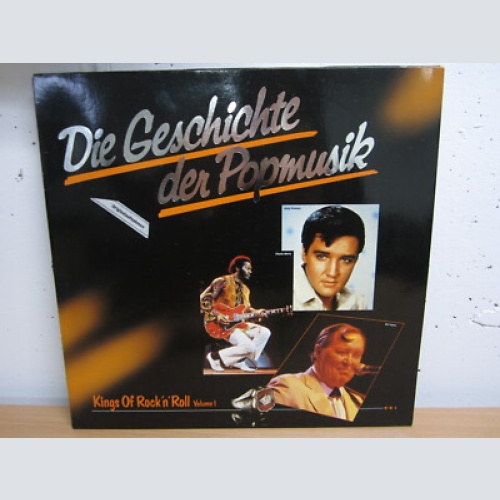 Die Geschichte
der Popmusik
Kings Of Rock'n'Roll Volume 1